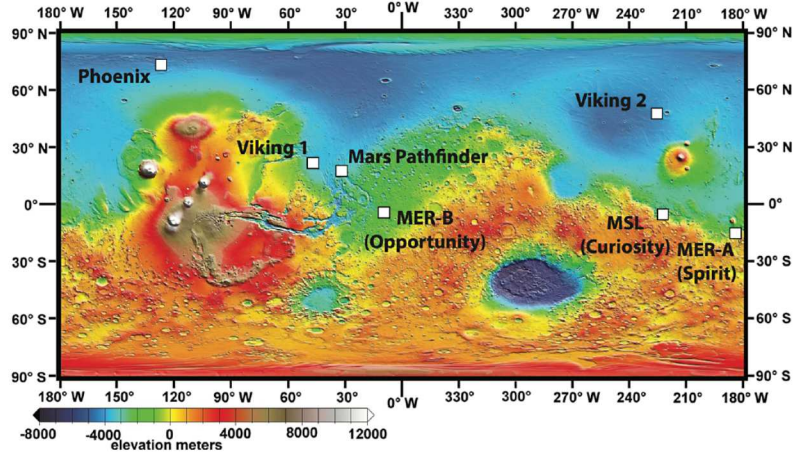 180° W 150° 120° W 90° W 60° W 30° W 0° W 330° W 300° W 270° W 240° W 210° W 180° W
90° N 90° N
Phoenix
60° N 60° N
Viking 2
30° N 30° N
Viking 1 Mars Pathfinder
0° 0°
MER-B
(Opportunity)
MSL
(Curiosity)
MER-A
(Spirit)
30° S 30° S
60° S 60° S
90° S 90° S
180° W 150° 120° W 90° W 60° W 30° W 0° W 330° 300° W 270° W 240° W 210° W 180° W
-8000 -4000 0 4000 8000 12000
elevation meters